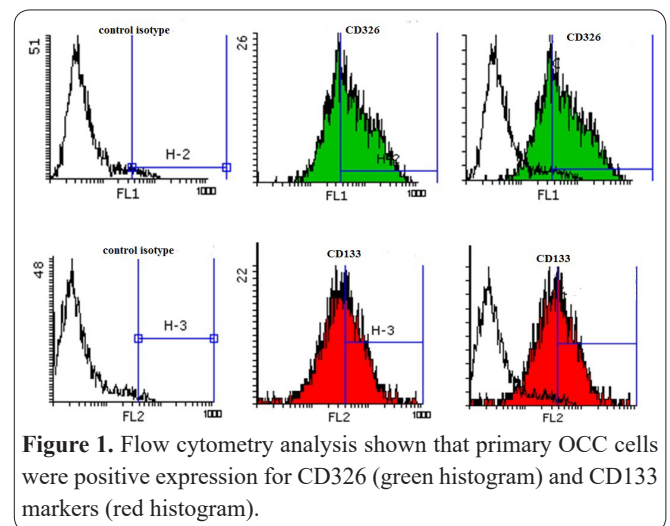 control isotype
51
H-2
FL1
1000
CD326
26
H-2
FL1
1000
CD326
FL1
control isotype
48
H-3
FL2
1000
CD133
22
H-3
FL2
1000
CD133
FL2
Figure 1. Flow cytometry analysis shown that primary OCC cells
were positive expression for CD326 (green histogram) and CD133
markers (red histogram).